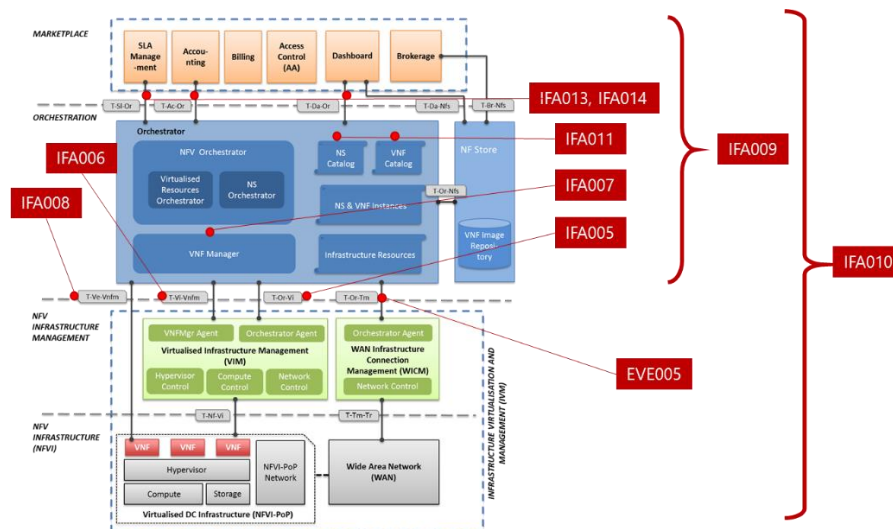 MARKETPLACE
SLA
Manage
-ment
Accou-
nting
Billing
Access
Control
(AA)
Dashboard
Brokerage
T-Sl-Or
T-Ac-Or
T-Da-Or
T-Da-Nfs
T-Br-Nfs
IFA013, IFA014
ORCHESTRATION
Orchestrator
NFV Orchestrator
Virtualised
Resources
Orchestrator
NS
Orchestrator
NS
Catalog
VNF
Catalog
NF Store
IFA011
IFA009
IFA006
IFA007
IFA008
T-Or-Nfs
NS & VNF Instances
VNF Manager
Infrastructure Resources
VNF Image
Reposi-
tory
IFA005
IFA010
T-Ve-Vnfm
T-Vi-Vnfm
T-Or-Vi
T-Or-Tm
NFV
INFRASTRUCTURE
MANAGEMENT
VNFMgr Agent
Orchestrator Agent
Virtualised Infrastructure Management
(VIM)
Hypervisor
Control
Compute
Control
Network
Control
Orchestrator Agent
WAN Infrastructure
Connection
Management (WICM)
Network Control
EVE005
INFRASTRUCTURE VIRTUALISATION AND
MANAGEMENT (IVM)
T-Nf-Vi
T-Tm-Tr
NFV
INFRASTRUCTURE
(NFVI)
VNF
VNF
VNF
Hypervisor
Compute
Storage
NFVI-PoP
Network
Virtualised DC Infrastructure (NFVI-PoP)
Wide Area Network
(WAN)